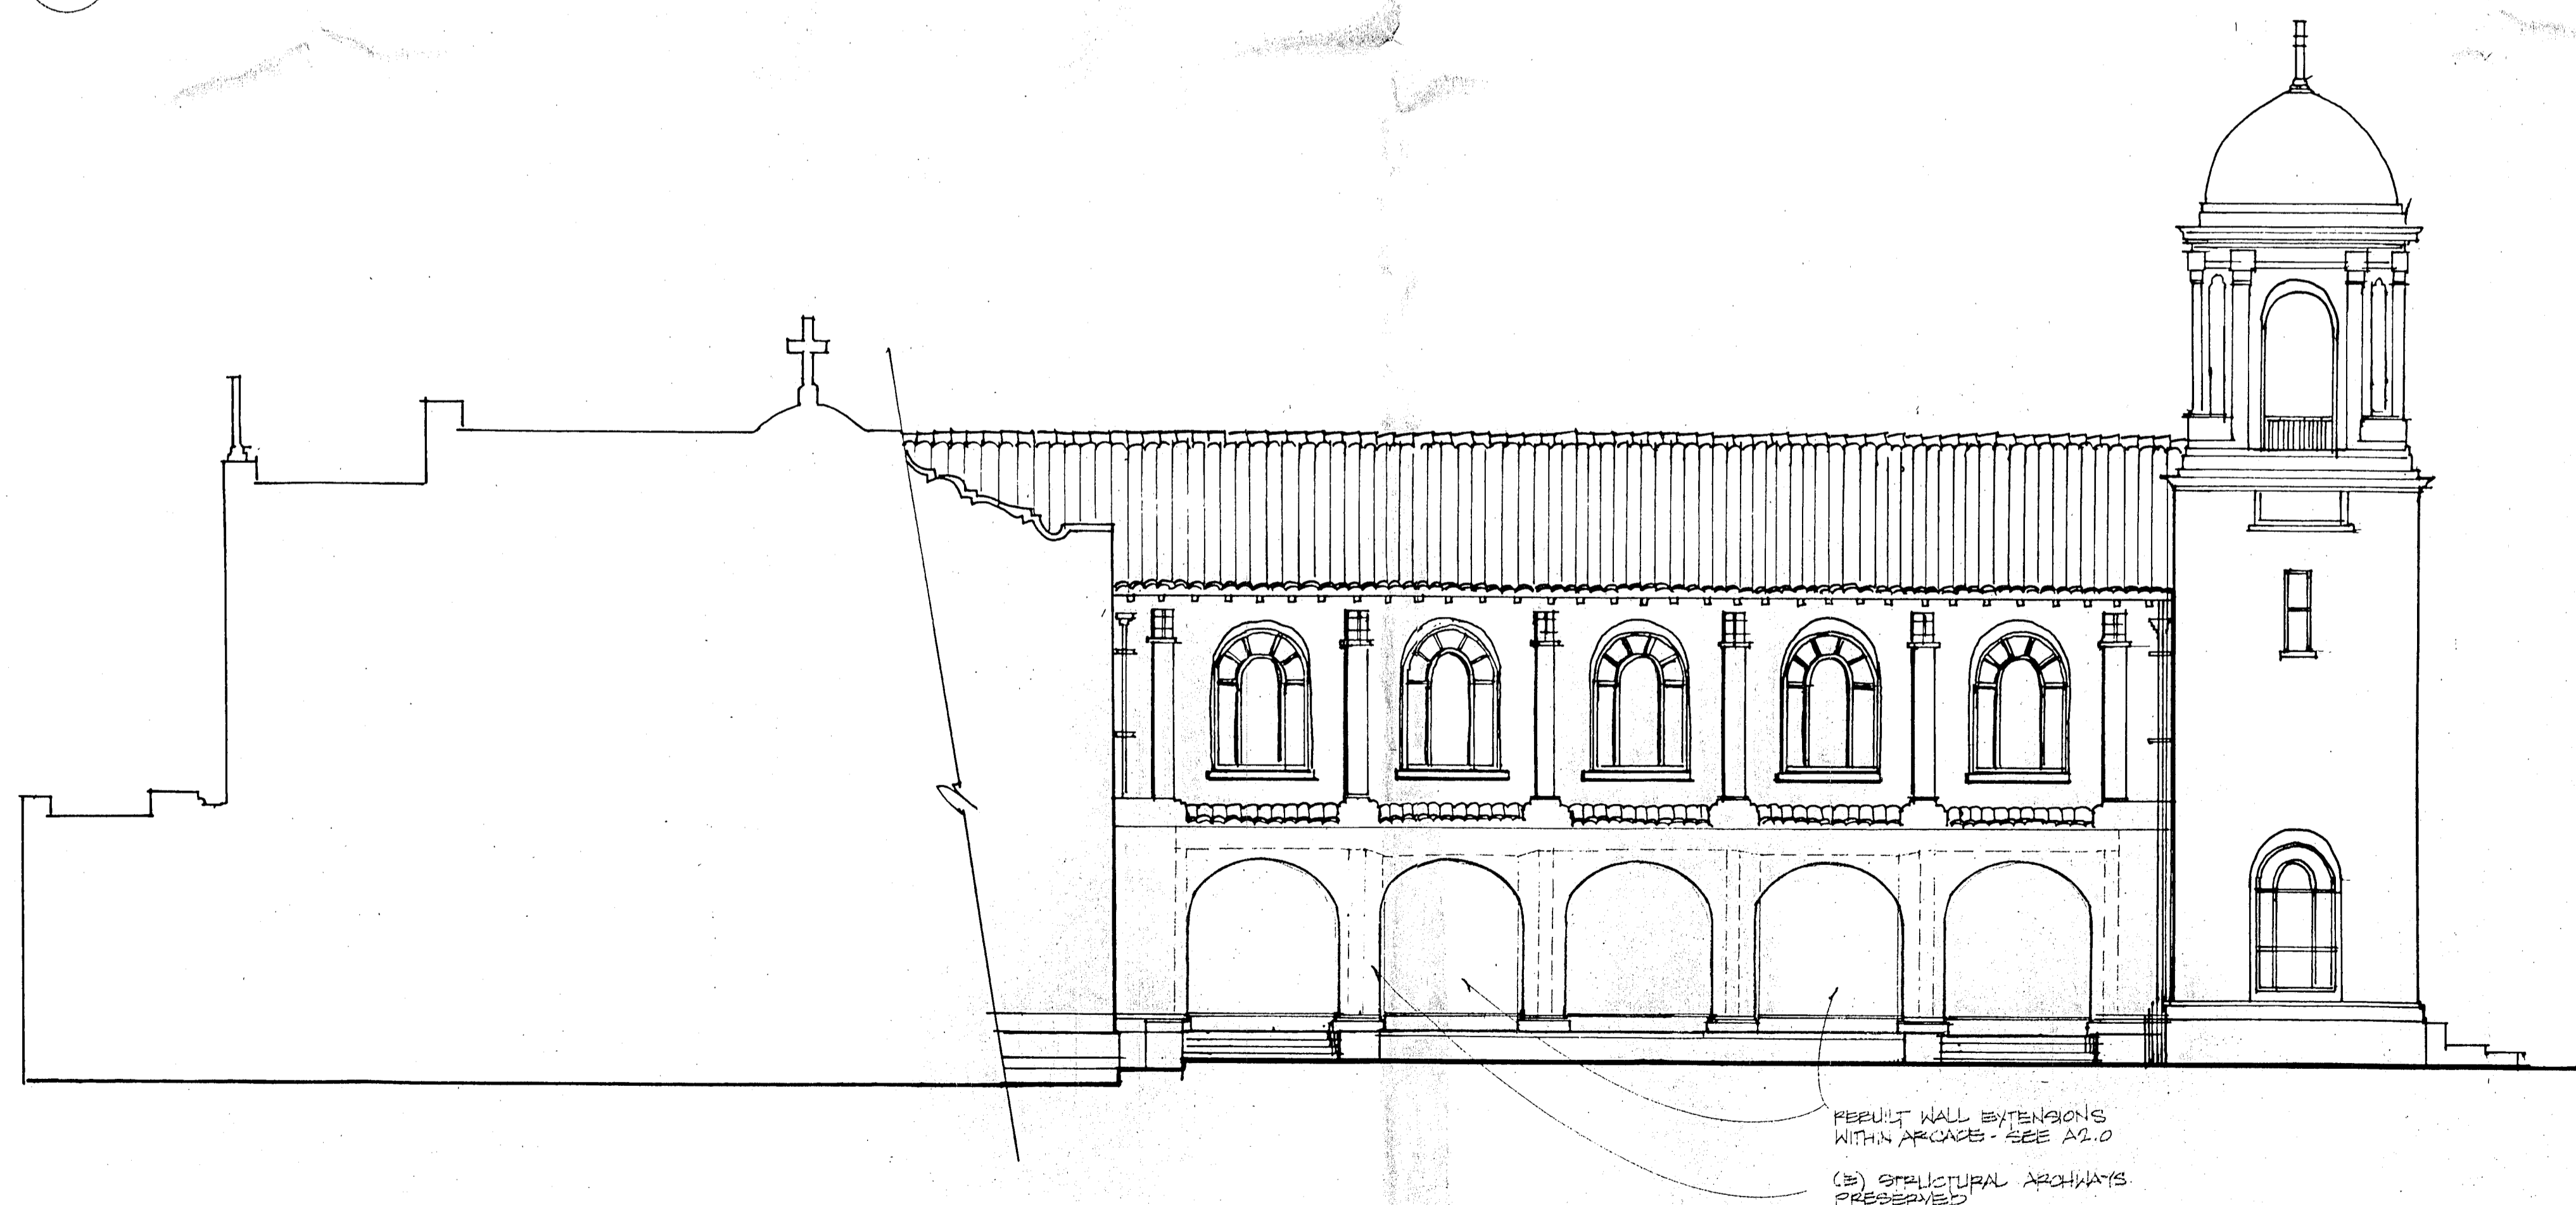 REBUILT WALL EXTENSIONS
WITHIN ARCADE - SEE A2.0
(E) STRUCTURAL ARCHWAYS
PRESERVED